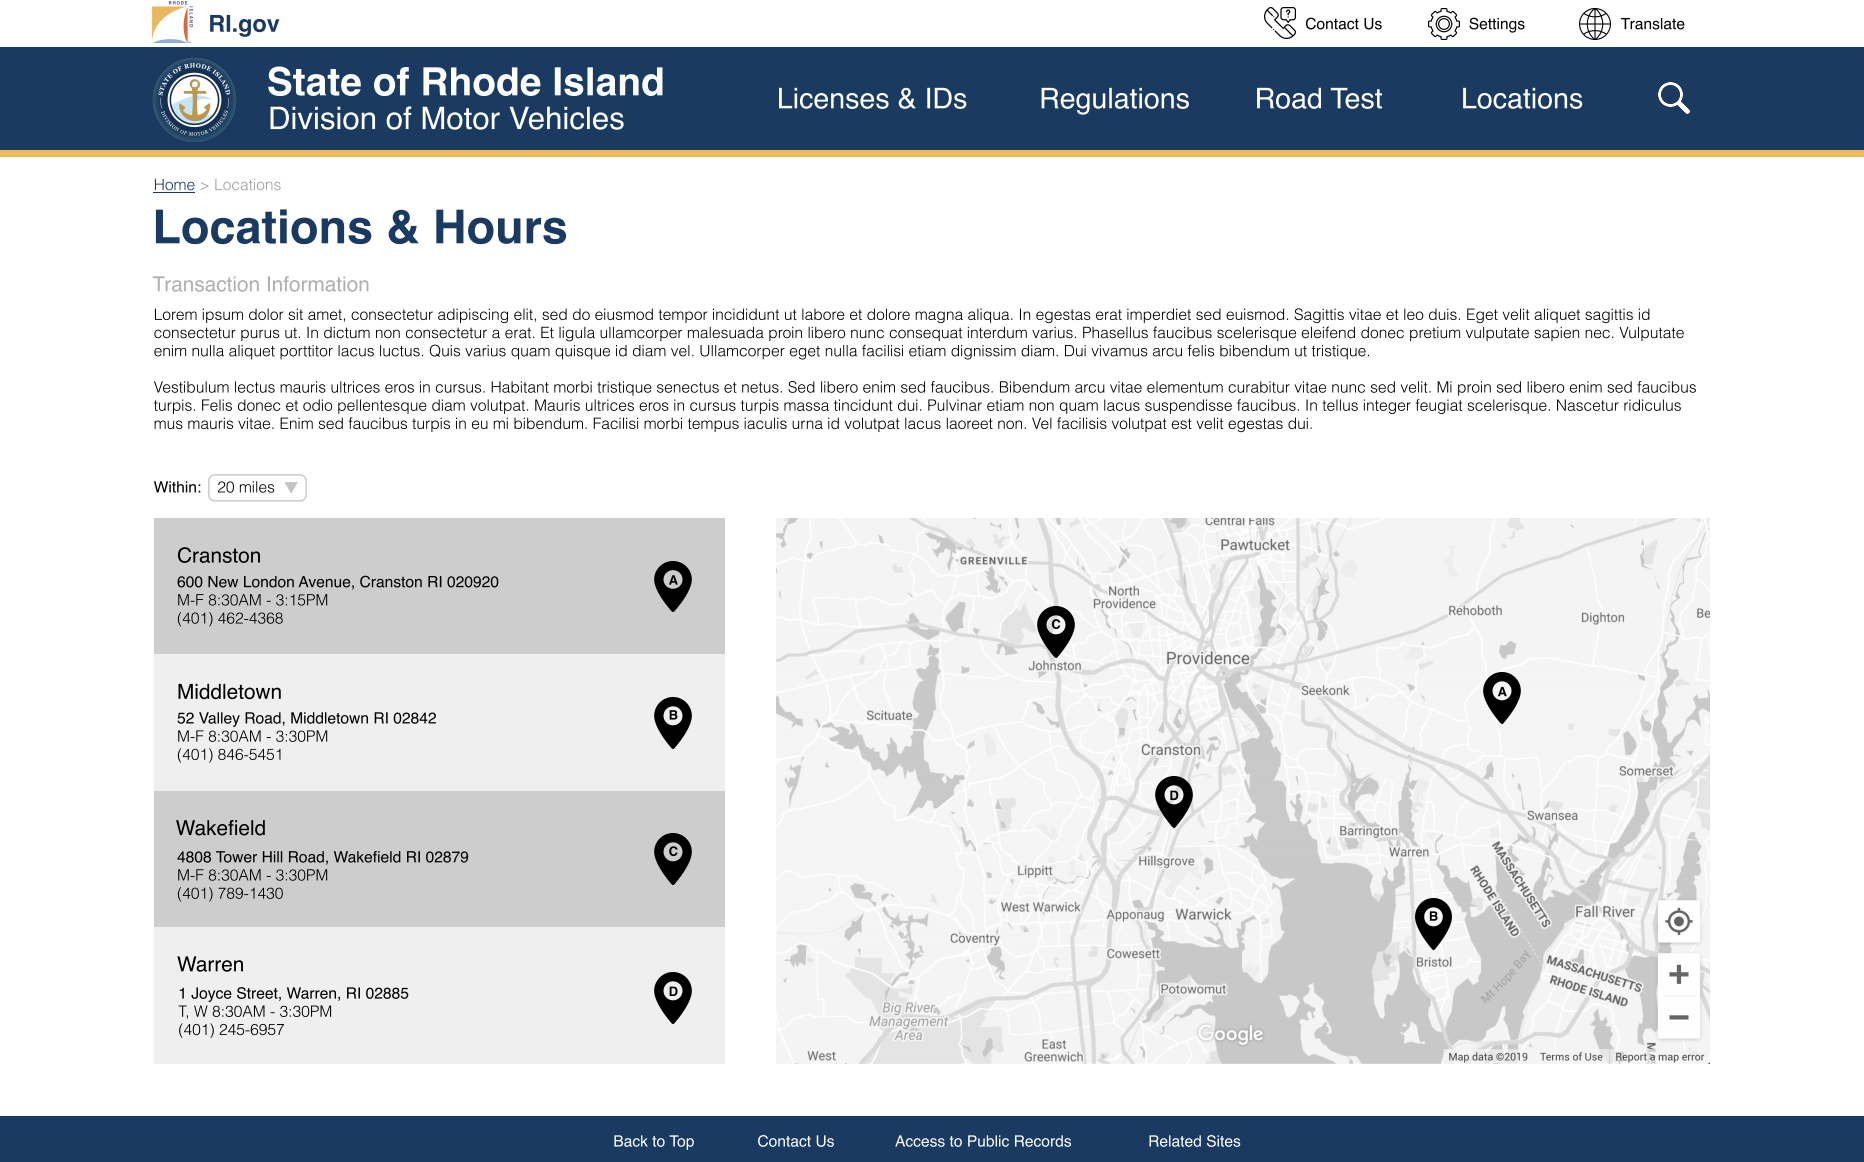 RHODE
ISLAND
RI.gov
Contact Us
Settings
Translate
STATE OF RHODE ISLAND
DIVISION OF MOTOR VEHICLES
State of Rhode Island
Division of Motor Vehicles
Licenses & IDs
Regulations
Road Test
Locations
Home > Locations
Locations & Hours
Transaction Information
Lorem ipsum dolor sit amet, consectetur adipiscing elit, sed do eiusmod tempor incididunt ut labore et dolore magna aliqua. In egestas erat imperdiet sed euismod. Sagittis vitae et leo duis. Eget velit aliquet sagittis id
consectetur purus ut. In dictum non consectetur a erat. Et ligula ullamcorper malesuada proin libero nunc consequat interdum varius. Phasellus faucibus scelerisque eleifend donec pretium vulputate sapien nec. Vulputate
enim nulla aliquet porttitor lacus luctus. Quis varius quam quisque id diam vel. Ullamcorper eget nulla facilisi etiam dignissim diam. Dui vivamus arcu felis bibendum ut tristique.
Vestibulum lectus mauris ultrices eros in cursus. Habitant morbi tristique senectus et netus. Sed libero enim sed faucibus. Bibendum arcu vitae elementum curabitur vitae nunc sed velit. Mi proin sed libero enim sed faucibus
turpis. Felis donec et odio pellentesque diam volutpat. Mauris ultrices eros in cursus turpis massa tincidunt dui. Pulvinar etiam non quam lacus suspendisse faucibus. In tellus integer feugiat scelerisque. Nascetur ridiculus
mus mauris vitae. Enim sed faucibus turpis in eu mi bibendum. Facilisi morbi tempus iaculis urna id volutpat lacus laoreet non. Vel facilisis volutpat est velit egestas dui.
Within: 20 miles
Cranston
600 New London Avenue, Cranston RI 020920
M-F 8:30AM - 3:15PM
(401) 462-4368
A
Middletown
52 Valley Road, Middletown RI 02842
M-F 8:30AM - 3:30PM
(401) 846-5451
B
Wakefield
4808 Tower Hill Road, Wakefield RI 02879
M-F 8:30AM - 3:30PM
(401) 789-1430
C
Warren
1 Joyce Street, Warren, RI 02885
T, W 8:30AM - 3:30PM
(401) 245-6957
D
Central Falls
Pawtucket
GREENVILLE
North
Providence
Rehoboth
Dighton
Be
C
Johnston
Providence
Seekonk
A
Scituate
Cranston
Somerset
D
Swansea
Barrington
Warren
Hillsgrove
Lippitt
MASSACHUSETTS
RHODE ISLAND
West Warwick
Apponaug
Warwick
B
Fall River
Coventry
Cowesett
Bristol
Mt Hope Bay
MASSACHUSETTS
RHODE ISLAND
Potowomut
Big River
Management
Area
Google
East
Greenwich
West
M
Map data ©2019
Terms of Use
Report a map error
Back to Top
Contact Us
Access to Public Records
Related Sites